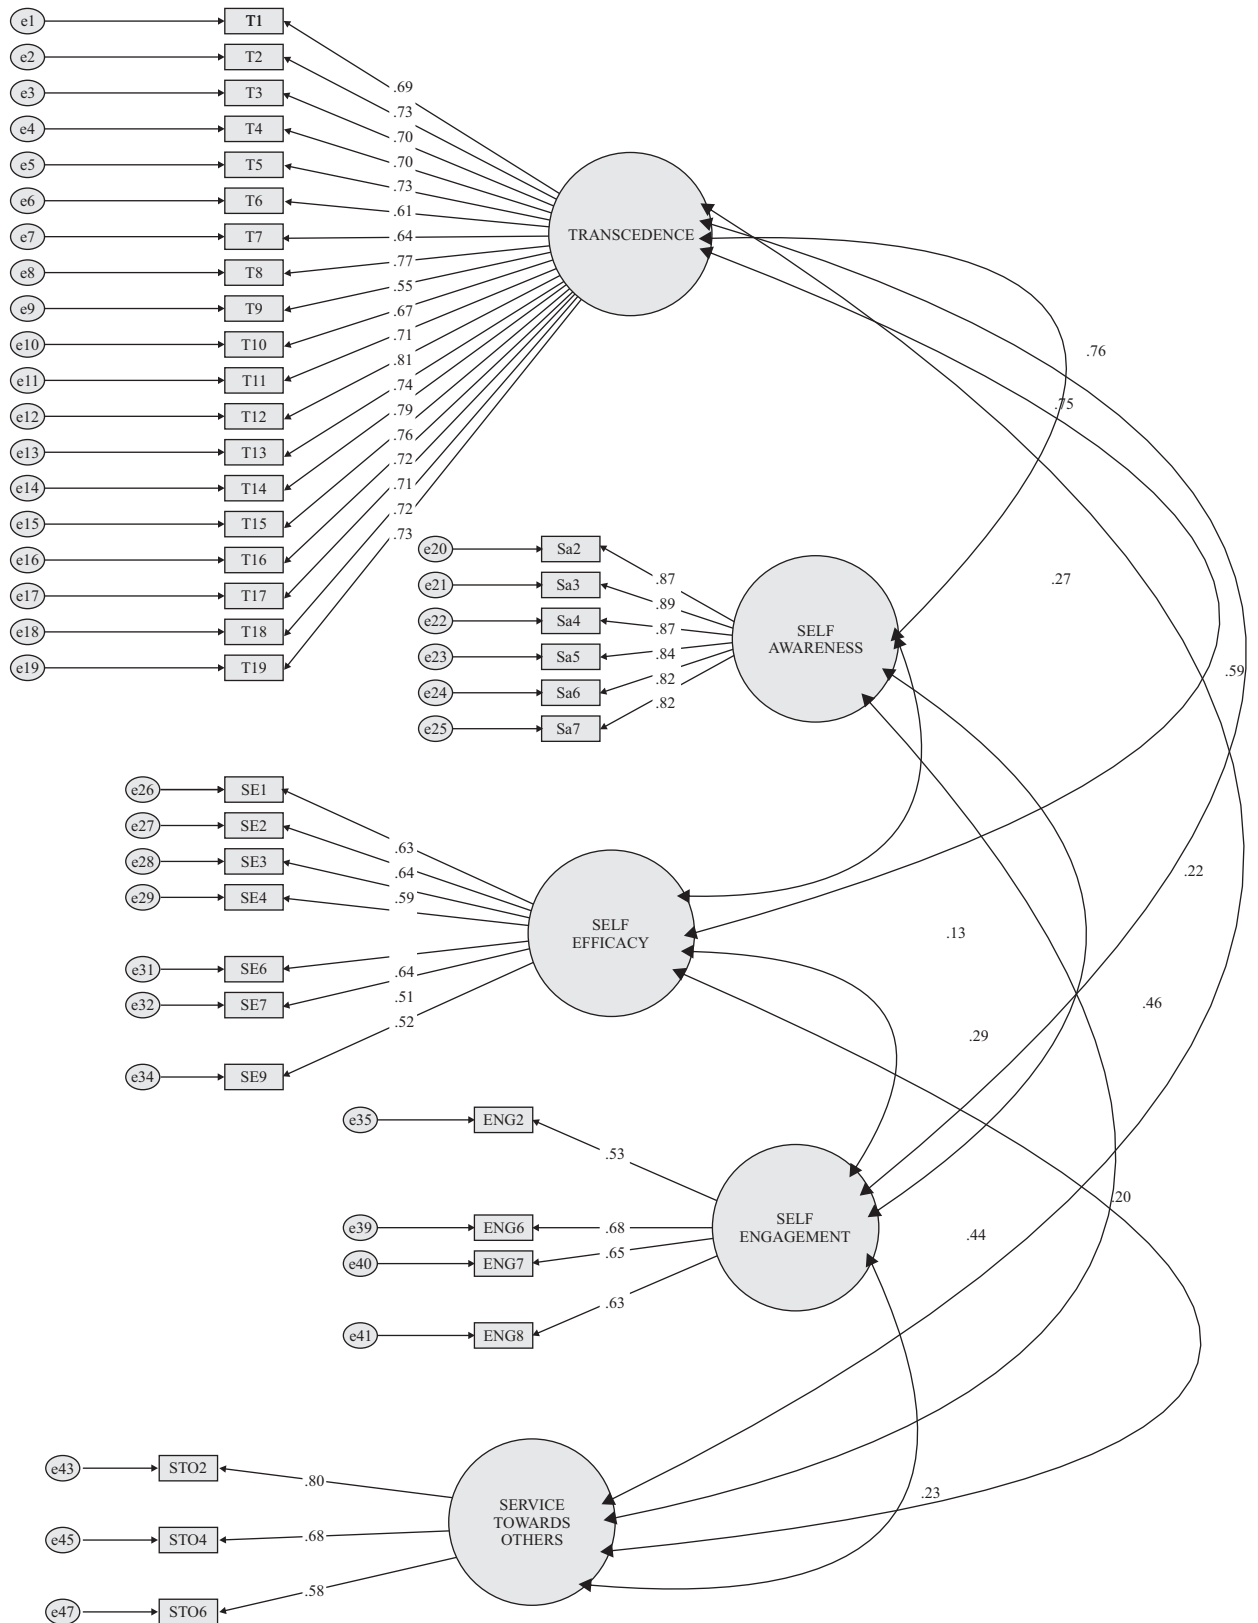 e1 T1
e2 T2
e3 T3
e4 T4
e5 T5
e6 T6
e7 T7
e8 T8
e9 T9
e10 T10
e11 T11
e12 T12
e13 T13
e14 T14
e15 T15
e16 T16
e17 T17
e18 T18
e19 T19
.69
.73
.70
.70
.73
.61
.64
.77
.55
.67
.71
.81
.74
.79
.76
.72
.71
.72
.73
TRANSCEDENCE
.76
.75
.27
.59
e20 Sa2
e21 Sa3
e22 Sa4
e23 Sa5
e24 Sa6
e25 Sa7
.87
.89
.87
.84
.82
.82
SELF
AWARENESS
e26 SE1
e27 SE2
e28 SE3
e29 SE4
e31 SE6
e32 SE7
e34 SE9
.63
.64
.59
.64
.51
.52
SELF
EFFICACY
.22
.13
.46
.29
e35 ENG2
e39 ENG6
e40 ENG7
e41 ENG8
.53
.68
.65
.63
SELF
ENGAGEMENT
.20
.44
e43 STO2
e45 STO4
e47 STO6
.80
.68
.58
SERVICE
TOWARDS
OTHERS
.23